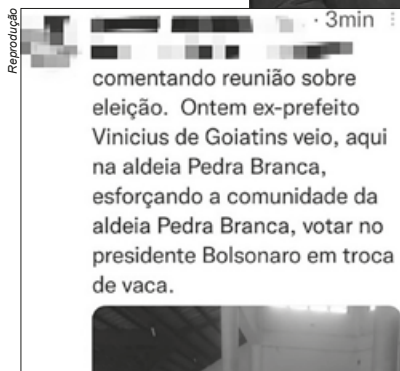 Reprodução
· 3min
comentando reunião sobre
eleição. Ontem ex-prefeito
Vinicius de Goiatins veio, aqui
na aldeia Pedra Branca,
esforçando a comunidade da
aldeia Pedra Branca, votar no
presidente Bolsonaro em troca
de vaca.